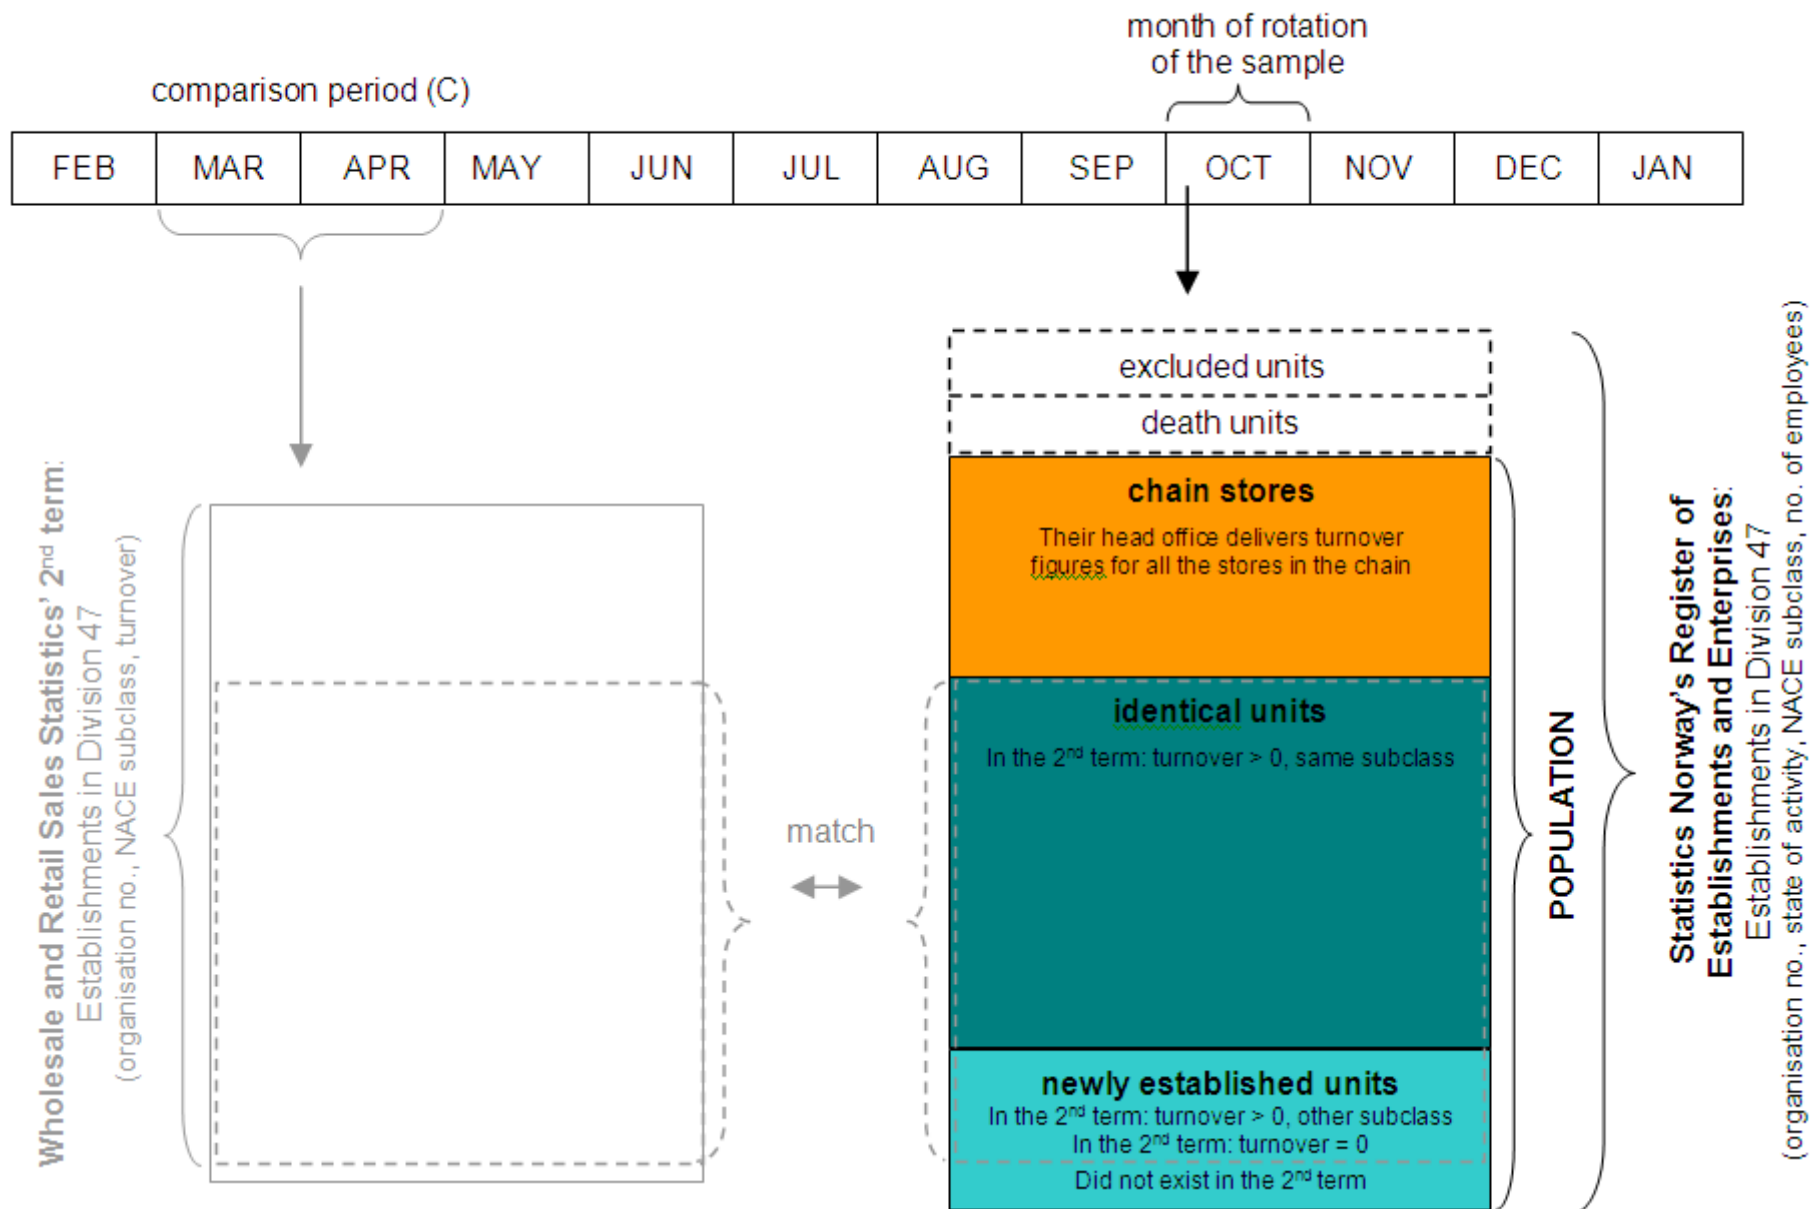 month of rotation
of the sample
comparison period (C)
FEB MAR APR MAY JUN JUL AUG SEP OCT NOV DEC JAN
excluded units
death units
chain stores
Their head office delivers turnover
figures for all the stores in the chain
identical units
In the 2nd term: turnover > 0, same subclass
match
newly established units
In the 2nd term: turnover > 0, other subclass
In the 2nd term: turnover = 0
Did not exist in the 2nd term
Wholesale and Retail Sales Statistics' 2nd term:
Establishments in Division 47
(organisation no., NACE subclass, turnover)
POPULATION
Statistics Norway's Register of
Establishments and Enterprises:
Establishments in Division 47
(organisation no., state of activity, NACE subclass, no. of employees)